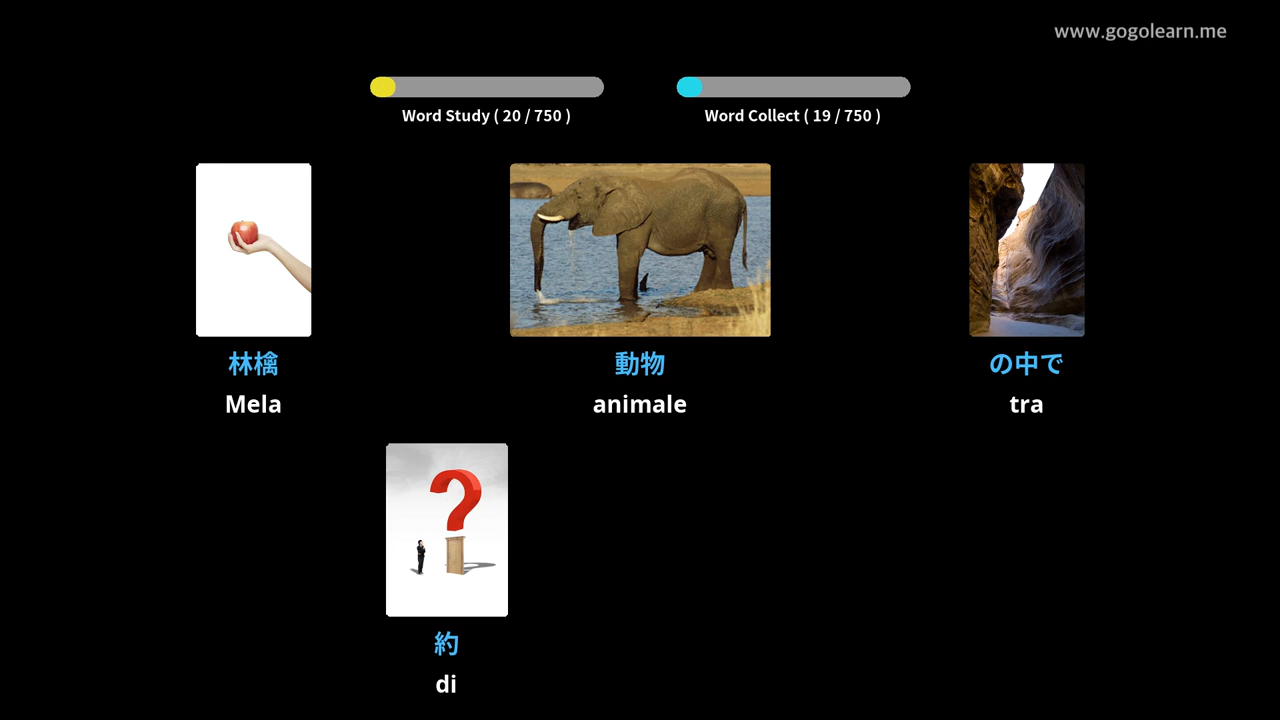 www.gogolearn.me
Word Study ( 20 / 750 )
Word Collect ( 19 / 750 )
林檎
Mela
動物
animale
の中で
tra
約
di